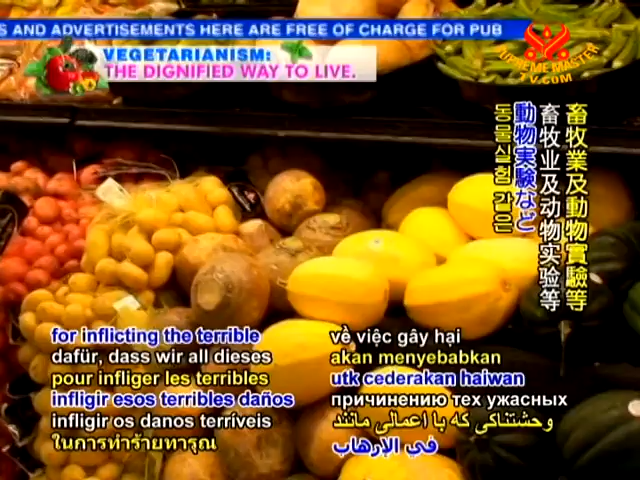 S AND ADVERTISEMENTS HERE ARE FREE OF CHARGE FOR PUB
VEGETARIANISM:
THE DIGNIFIED WAY TO LIVE.
SUPREME MASTER
TV.COM
畜牧業及動物實驗等
畜牧业及动物实验等
動物実験など
동물실험 같은
for inflicting the terrible
dafür, dass wir all dieses
pour infliger les terribles
infligir esos terribles daños
infligir os danos terríveis
ในการทำร้ายทารุณ
về việc gây hại
akan menyebabkan
utk cederakan haiwan
причинению тех ужасных
وحشتناکی که با اعمالی مانند
في الإرهاب